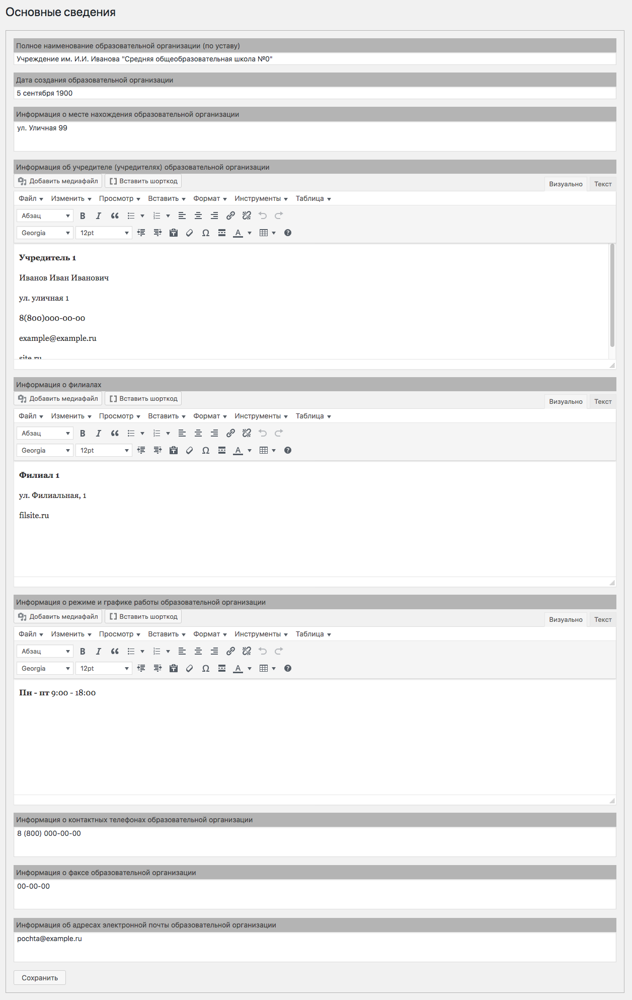 Основные сведения
Полное наименование образовательной организации (по уставу)
Учреждение им. И.И. Иванова "Средняя общеобразовательная школа №0"
Дата создания образовательной организации
5 сентября 1900
Информация о месте нахождения образовательной организации
ул. Уличная 99
Информация об учредителе (учредителях) образовательной организации
Добавить медиафайл Вставить шорткод Визуально Текст
Файл Изменить Просмотр Вставить Формат Инструменты Таблица
Абзац
Georgia 12pt
Учредитель 1
Иванов Иван Иванович
ул. уличная 1
8(800)000-00-00
example@example.ru
site.ru
Информация о филиалах
Добавить медиафайл Вставить шорткод Визуально Текст
Файл Изменить Просмотр Вставить Формат Инструменты Таблица
Абзац
Georgia 12pt
Филиал 1
ул. Филиальная, 1
filsite.ru
Информация о режиме и графике работы образовательной организации
Добавить медиафайл Вставить шорткод Визуально Текст
Файл Изменить Просмотр Вставить Формат Инструменты Таблица
Абзац
Georgia 12pt
Пн - пт 9:00 - 18:00
Информация о контактных телефонах образовательной организации
8 (800) 000-00-00
Информация о факсе образовательной организации
00-00-00
Информация об адресах электронной почты образовательной организации
pochta@example.ru
Сохранить